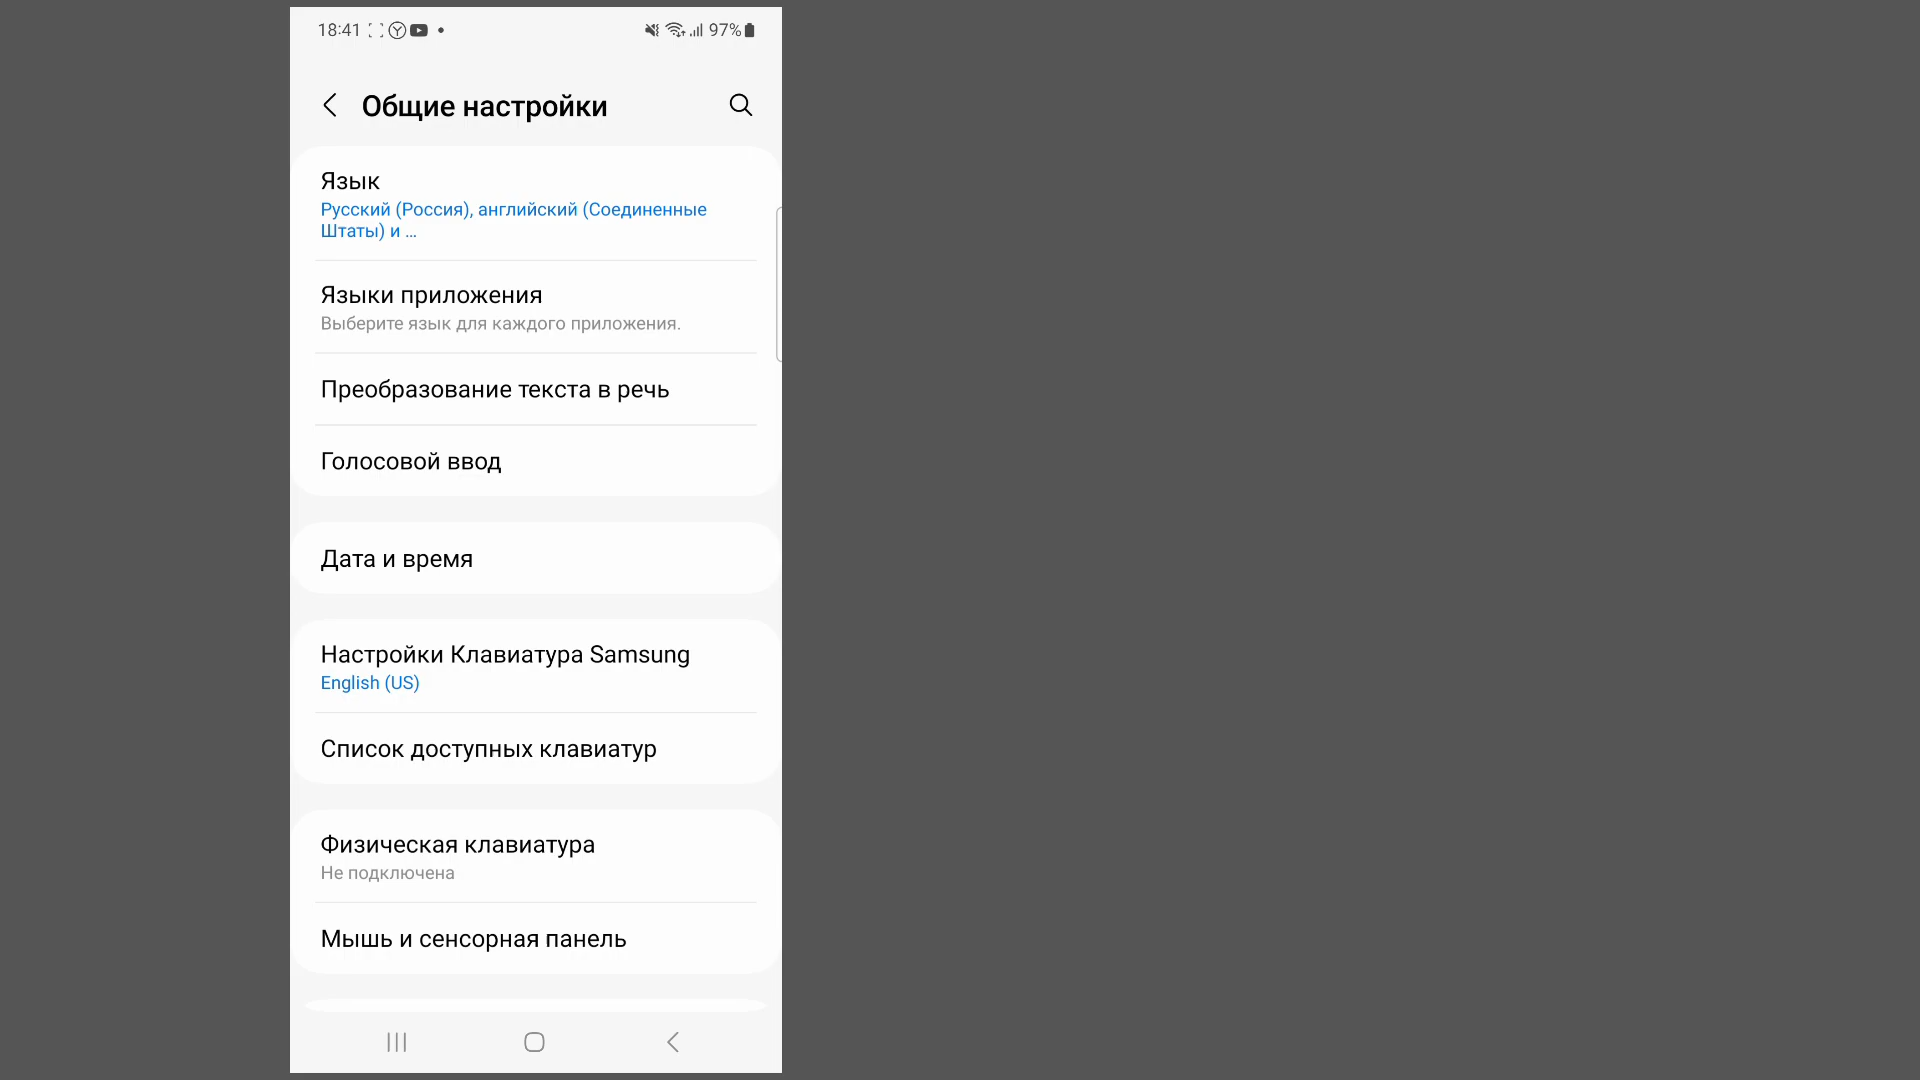 18:41
97%
Общие настройки
Язык
Русский (Россия), английский (Соединенные
Штаты) и ...
Языки приложения
Выберите язык для каждого приложения.
Преобразование текста в речь
Голосовой ввод
Дата и время
Настройки Клавиатура Samsung
English (US)
Список доступных клавиатур
Физическая клавиатура
Не подключена
Мышь и сенсорная панель